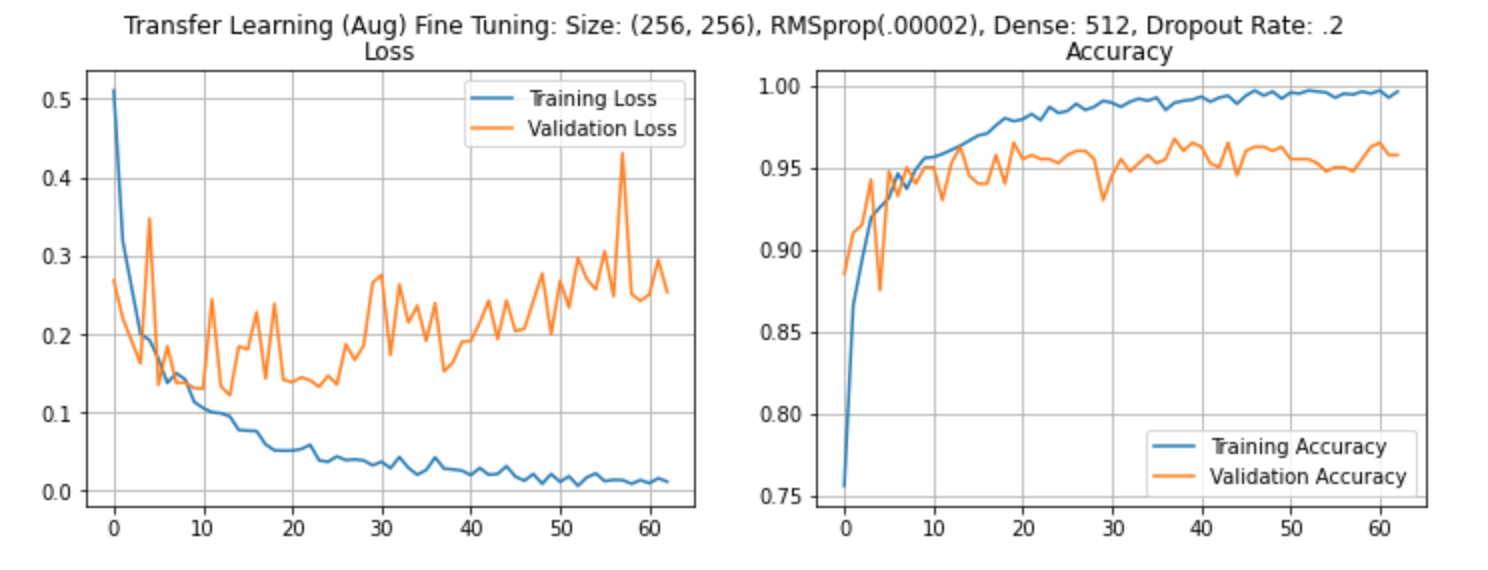 Transfer Learning (Aug) Fine Tuning: Size: (256, 256), RMSprop(.00002), Dense: 512, Dropout Rate: .2
Loss
Training Loss
Validation Loss
0.5
0.4
0.3
0.2
0.1
0.0
0 10 20 30 40 50 60
Accuracy
1.00
0.95
0.90
0.85
0.80
0.75
Training Accuracy
Validation Accuracy
0 10 20 30 40 50 60